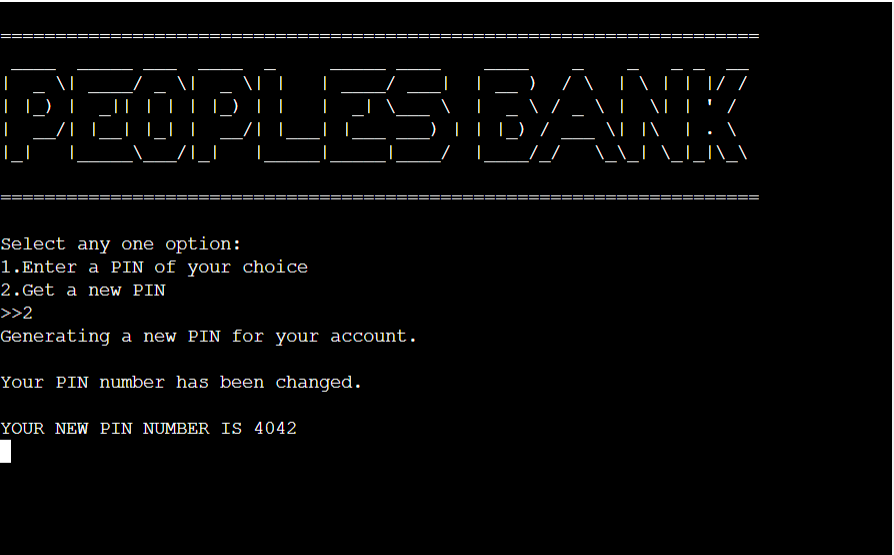 PEOPLES BANK
Select any one option:
1.Enter a PIN of your choice
2.Get a new PIN
>>2
Generating a new PIN for your account.
Your PIN number has been changed.
YOUR NEW PIN NUMBER IS 4042